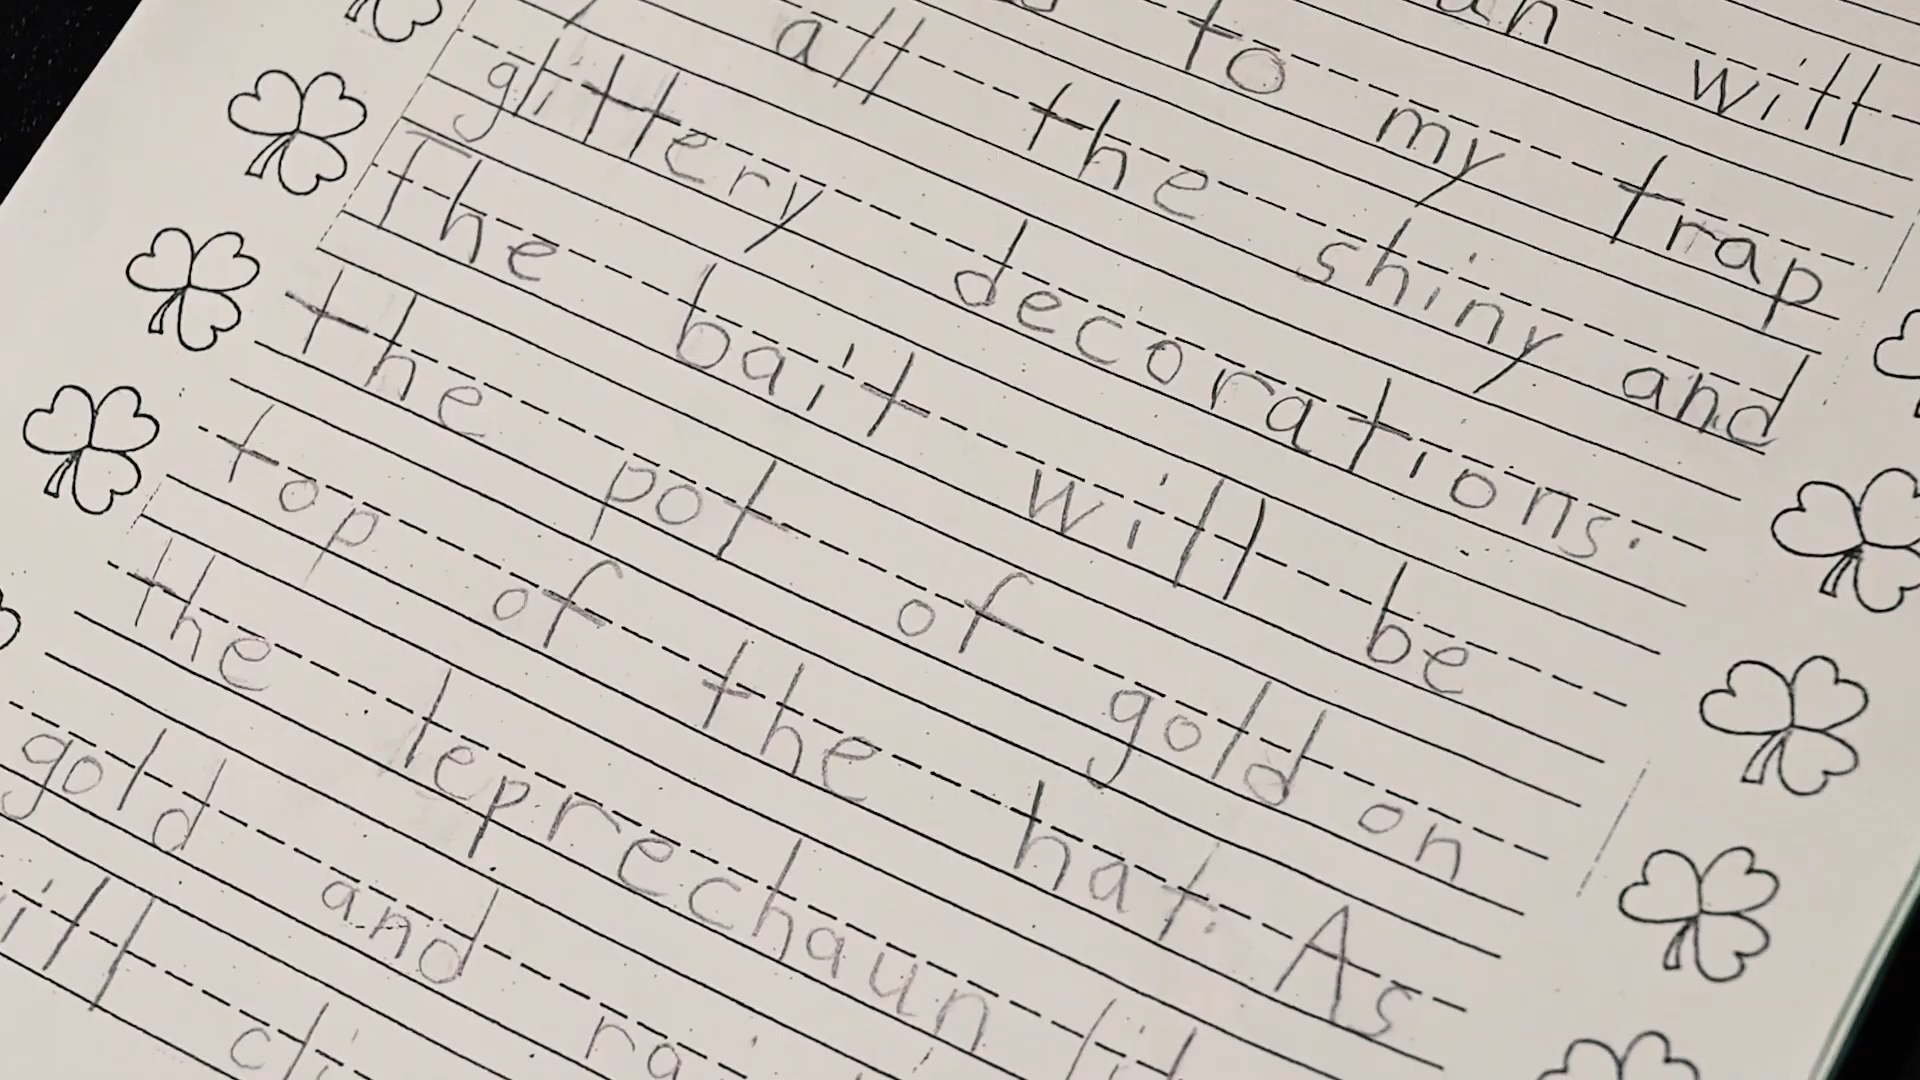 will
to my trap
all the shiny and
glittery decorations.
The bait will be
the pot of gold on
top of the hat. As
the leprechaun
gold and